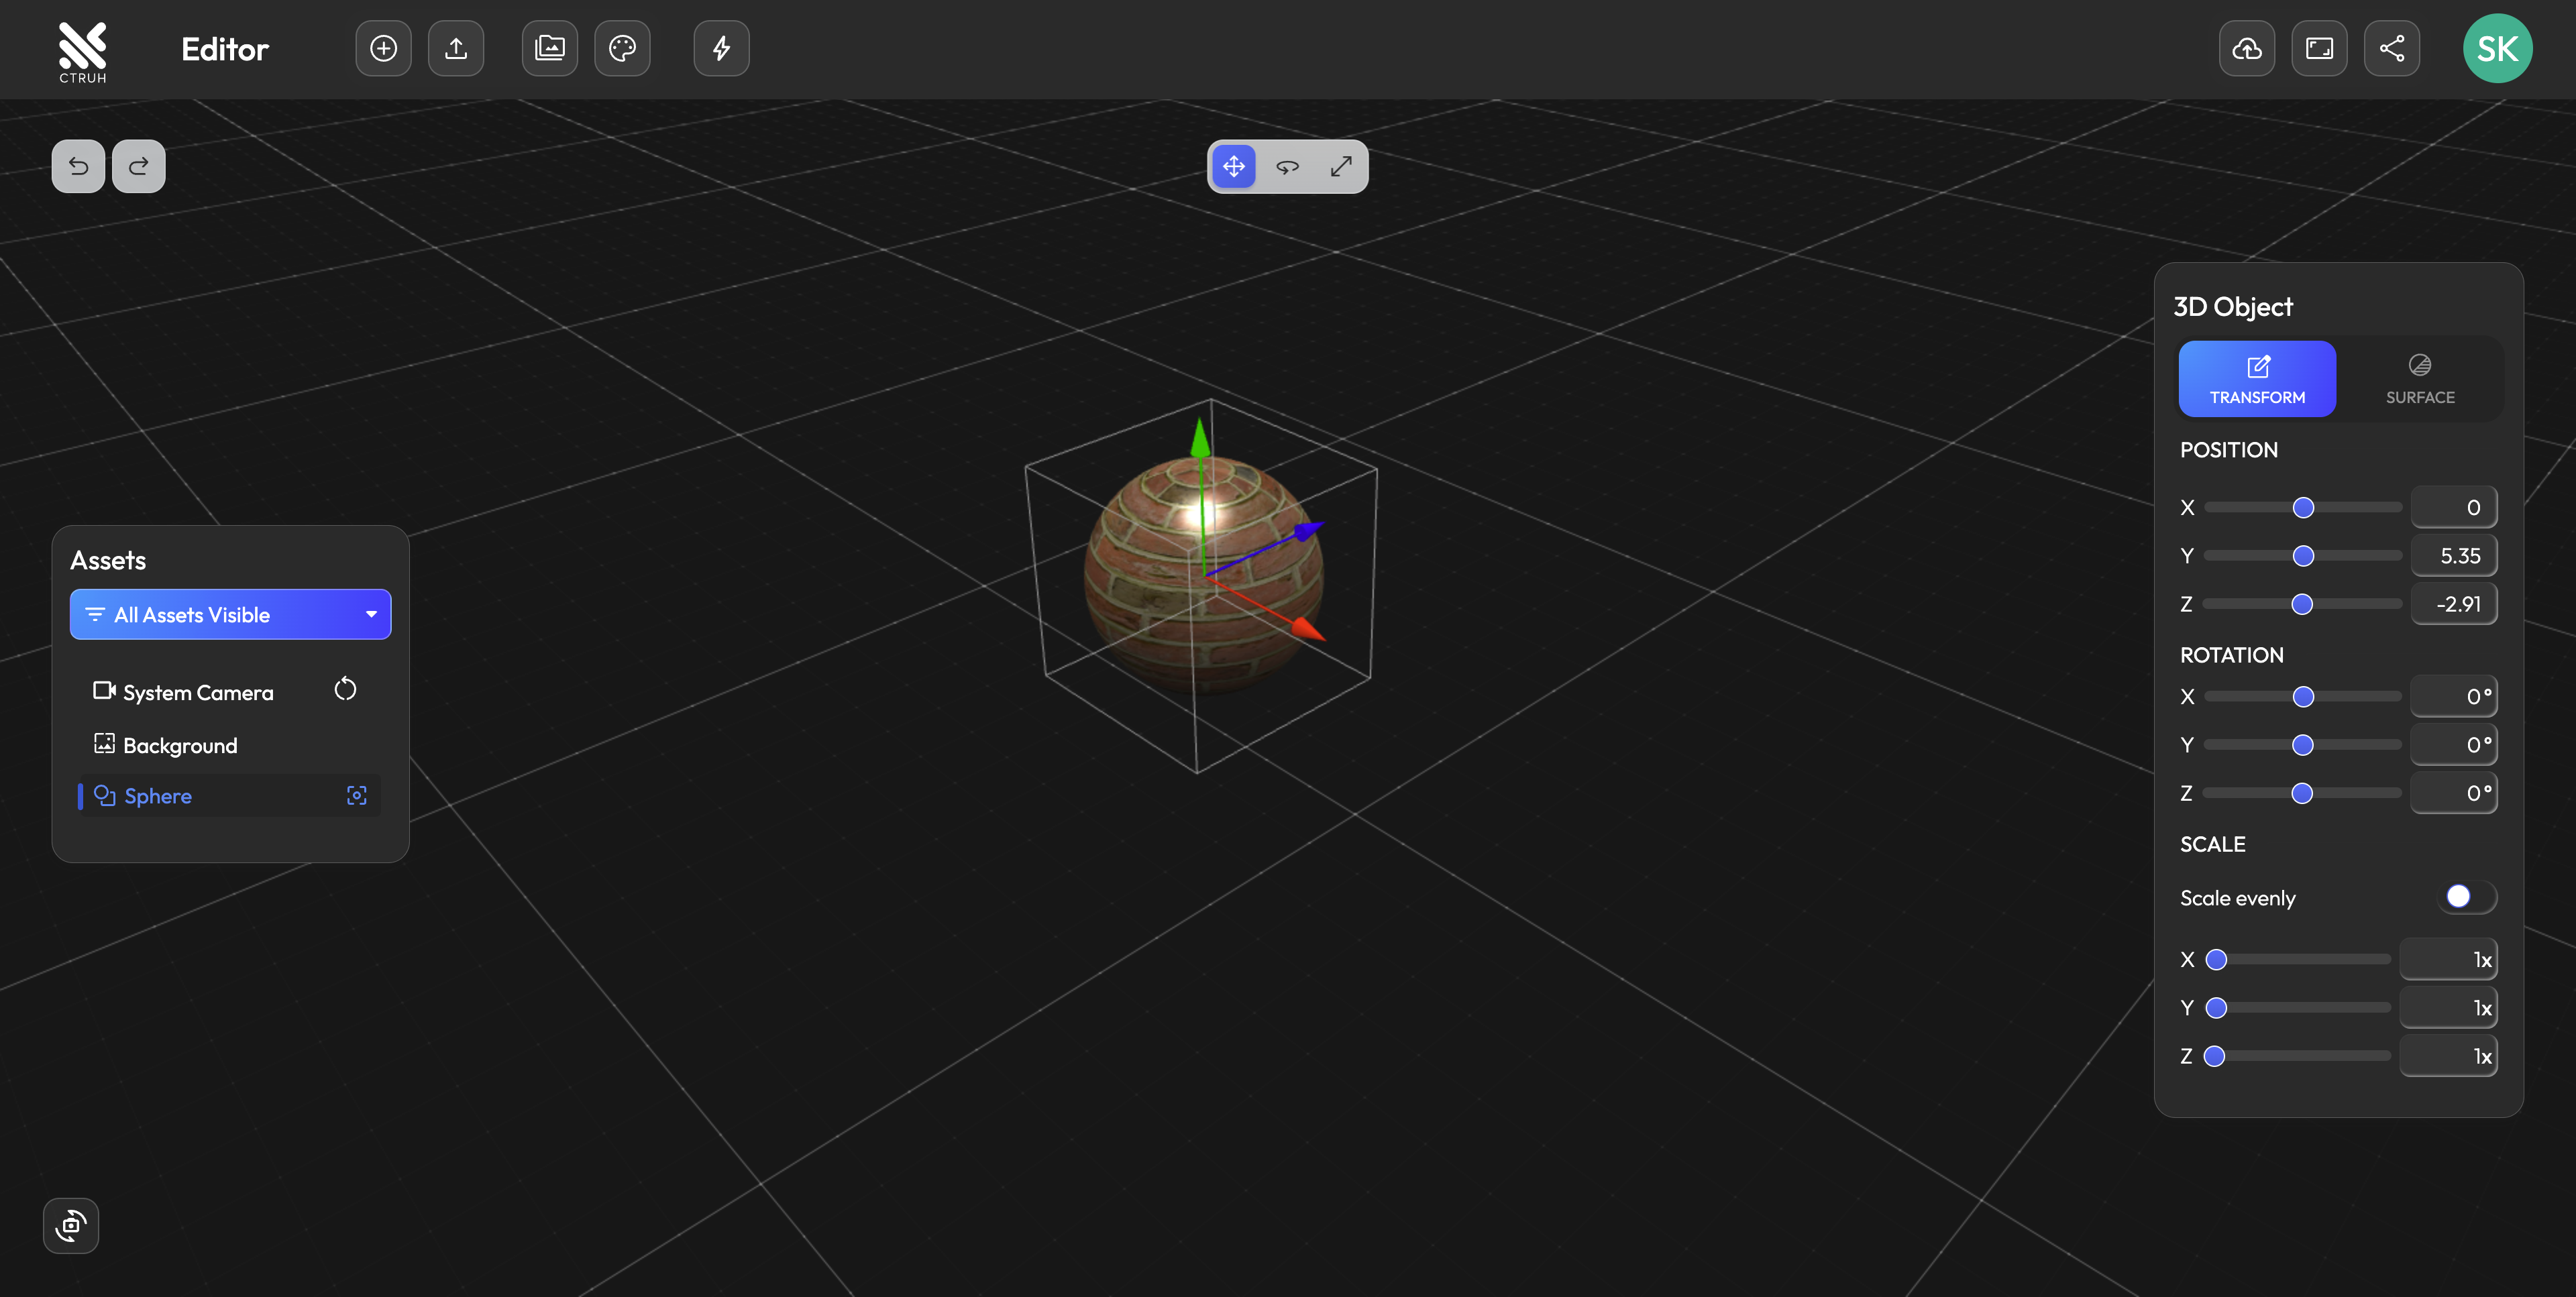 CTRUH
Editor
SK
3D Object
TRANSFORM
SURFACE
POSITION
X 0
Y 5.35
Z -2.91
ROTATION
X 0°
Y 0°
Z 0°
SCALE
Scale evenly
X 1x
Y 1x
Z 1x
Assets
All Assets Visible
System Camera
Background
Sphere